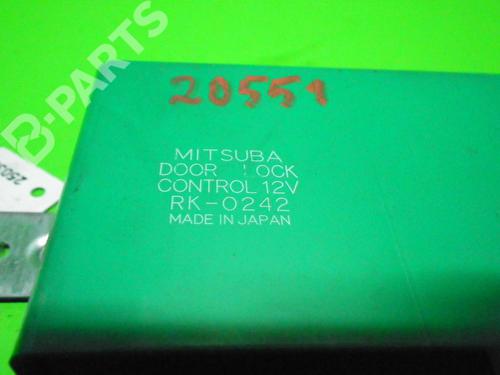 B-PARTS
20551
MITSUBA
DOOR LOCK
CONTROL 12V
RK-0242
MADE IN JAPAN